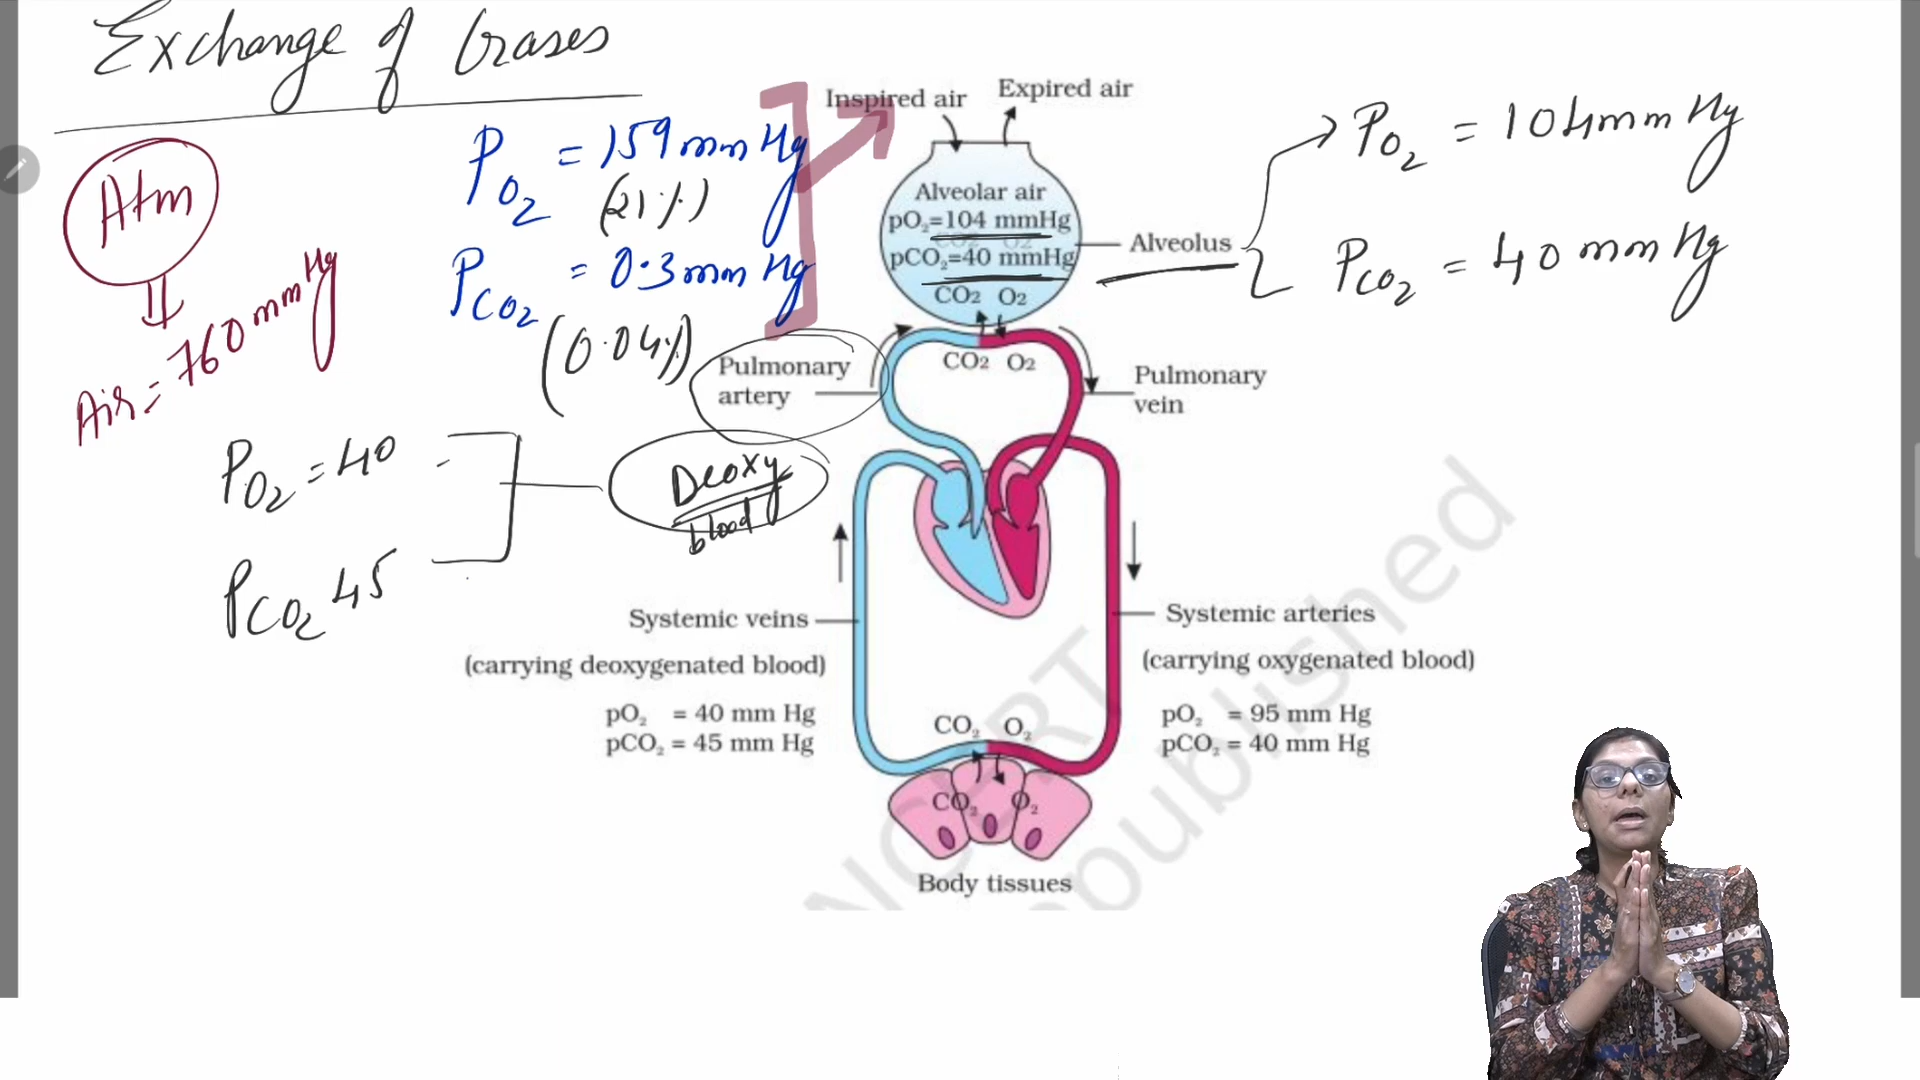 Exchange of Gases
Atm
Air = 760 mm Hg
PO2 = 159 mm Hg
(21%)
PCO2 = 0.3 mm Hg
(0.04%)
Inspired air
Expired air
Alveolar air
pO2=104 mmHg
pCO2=40 mmHg
CO2 O2
Alveolus
PO2 = 104 mm Hg
PCO2 = 40 mm Hg
CO2 O2
Pulmonary
artery
Pulmonary
vein
PO2 = 40
PCO2 45
Deoxy
blood
Systemic veins
(carrying deoxygenated blood)
pO2 = 40 mm Hg
pCO2 = 45 mm Hg
Systemic arteries
(carrying oxygenated blood)
pO2 = 95 mm Hg
pCO2 = 40 mm Hg
CO2 O2
CO2 O2
Body tissues
NCERT
published